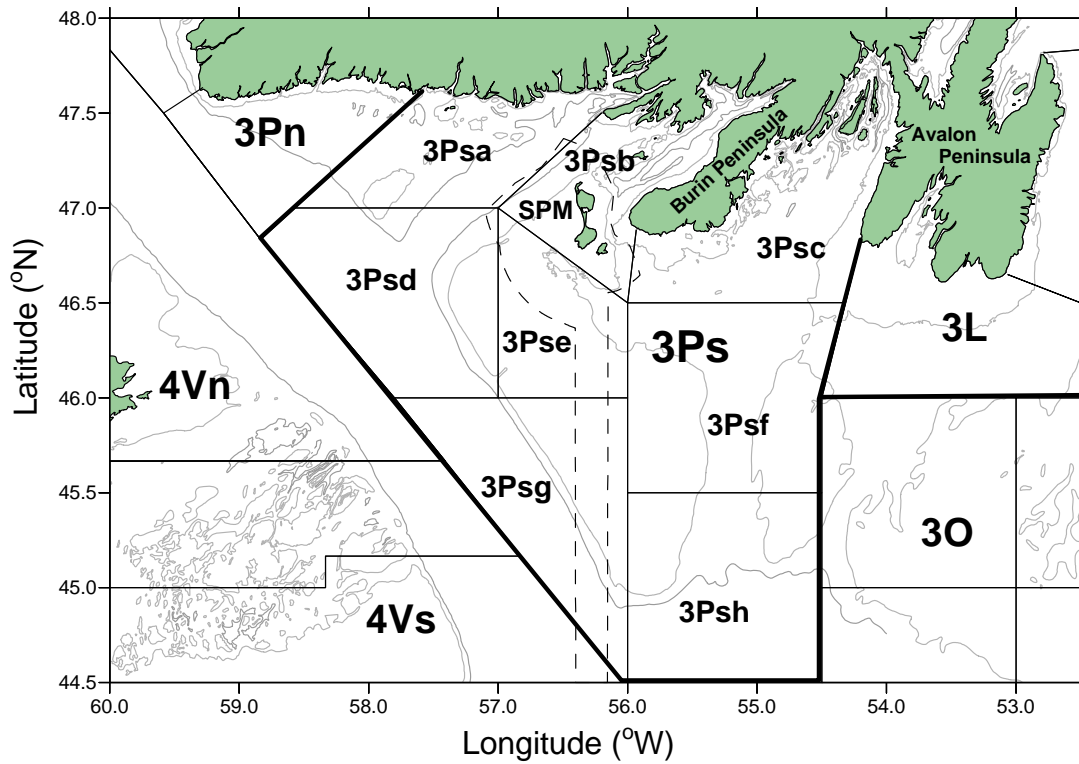 48.0
47.5
47.0
46.5
46.0
45.5
45.0
44.5
Latitude (°N)
3Pn
3Psa
3Psb
SPM
Burin Peninsula
Avalon
Peninsula
3Psc
3Psd
3Pse
3Ps
3L
4Vn
3Psf
3Psg
3O
4Vs
3Psh
60.0 59.0 58.0 57.0 56.0 55.0 54.0 53.0
Longitude (°W)